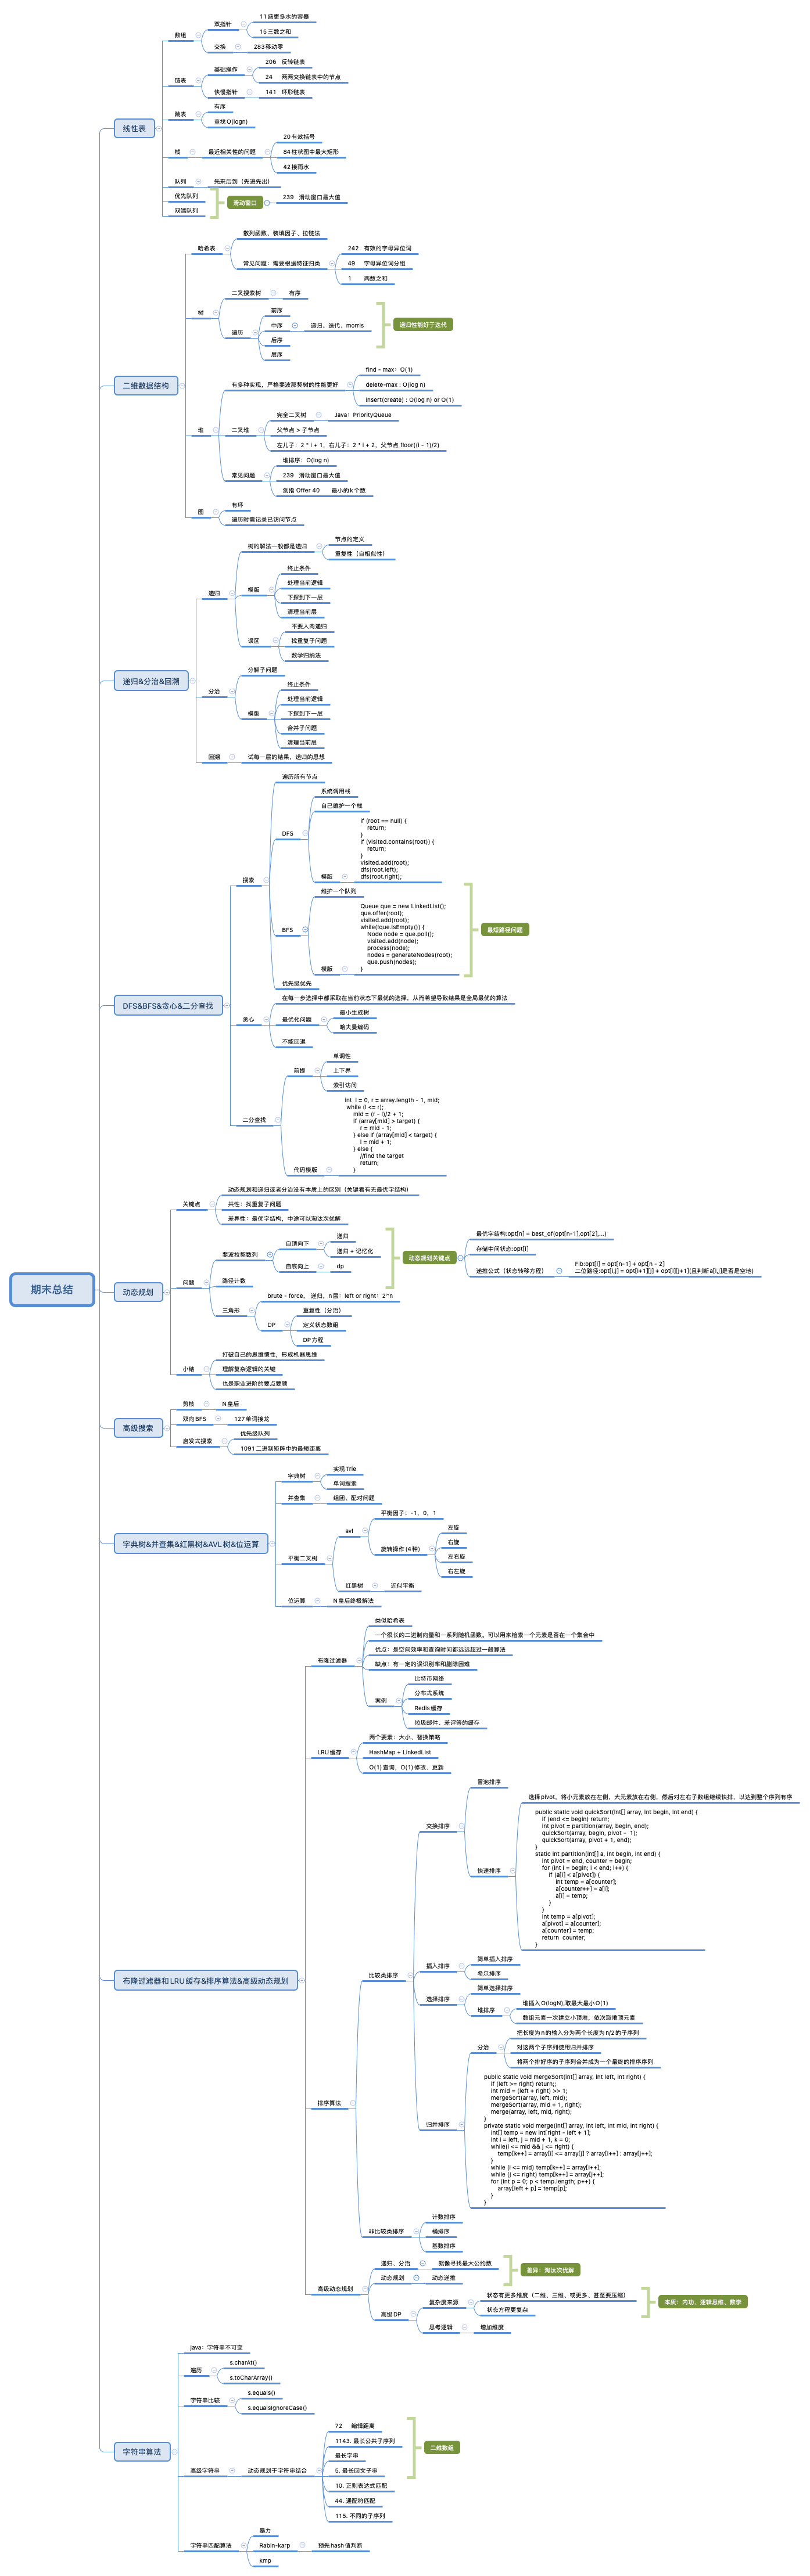 期末总结
线性表
数组
双指针
11盛更多水的容器
15三数之和
交换
283移动零
链表
基础操作
206 反转链表
24 两两交换链表中的节点
快慢指针
141 环形链表
跳表
有序
查找O(logn)
栈
最近相关性的问题
20有效括号
84柱状图中最大矩形
42接雨水
队列
先来后到（先进先出）
优先队列
双端队列
滑动窗口
239 滑动窗口最大值
二维数据结构
哈希表
散列函数、装填因子、拉链法
常见问题：需要根据特征归类
242 有效的字母异位词
49 字母异位词分组
1 两数之和
树
二叉搜索树
有序
遍历
前序
中序
递归、迭代、morris
后序
层序
递归性能好于迭代
堆
有多种实现，严格斐波那契树的性能更好
find - max：O(1)
delete-max : O(log n)
insert(create) : O(log n) or O(1)
二叉堆
完全二叉树
Java：PriorityQueue
父节点 > 子节点
左儿子：2 * i + 1，右儿子：2 * i + 2，父节点 floor((i - 1)/2)
常见问题
堆排序：O(log n)
239 滑动窗口最大值
剑指 Offer 40 最小的k个数
图
有环
遍历时需记录已访问节点
递归&分治&回溯
递归
树的解法一般都是递归
节点的定义
重复性（自相似性）
模版
终止条件
处理当前逻辑
下探到下一层
清理当前层
误区
不要人肉递归
找重复子问题
数学归纳法
分治
分解子问题
模版
终止条件
处理当前逻辑
下探到下一层
合并子问题
清理当前层
回溯
试每一层的结果，递归的思想
DFS&BFS&贪心&二分查找
搜索
遍历所有节点
DFS
系统调用栈
自己维护一个栈
模版
if (root == null) {
return;
}
if (visited.contains(root)) {
return;
}
visited.add(root);
dfs(root.left);
dfs(root.right);
BFS
维护一个队列
模版
Queue que = new LinkedList();
que.offer(root);
visited.add(root);
while(!que.isEmpty()) {
Node node = que.poll();
visited.add(node);
process(node);
nodes = generateNodes(root);
que.push(nodes);
}
最短路径问题
优先级优先
贪心
在每一步选择中都采取在当前状态下最优的选择，从而希望导致结果是全局最优的算法
最优化问题
最小生成树
哈夫曼编码
不能回退
二分查找
前提
单调性
上下界
索引访问
代码模版
int l = 0, r = array.length - 1, mid;
while (l <= r);
mid = (r - l)/2 + 1;
if (array[mid] > target) {
r = mid - 1;
} else if (array[mid] < target) {
l = mid + 1;
} else {
//find the target
return;
}
动态规划
关键点
动态规划和递归或者分治没有本质上的区别（关键看有无最优字结构）
共性：找重复子问题
差异性：最优字结构、中途可以淘汰次优解
问题
斐波拉契数列
自顶向下
递归
递归 + 记忆化
自底向上
dp
路径计数
三角形
brute - force， 递归，n层：left or right：2^n
DP
重复性（分治）
定义状态数组
DP方程
动态规划关键点
最优字结构:opt[n] = best_of(opt[n-1],opt[2],...)
存储中间状态:opt[i]
递推公式（状态转移方程）
Fib:opt[i] = opt[n-1] + opt[n - 2]
二位路径:opt[i,j] = opt[i+1][j] + opt[i][j+1](且判断a[i,j]是否是空地)
小结
打破自己的思维惯性，形成机器思维
理解复杂逻辑的关键
也是职业进阶的要点要领
高级搜索
剪枝
N皇后
双向BFS
127单词接龙
启发式搜索
优先级队列
1091二进制矩阵中的最短距离
字典树&并查集&红黑树&AVL树&位运算
字典树
实现Trie
单词搜索
并查集
组团、配对问题
平衡二叉树
avl
平衡因子：-1，0，1
旋转操作(4种)
左旋
右旋
左右旋
右左旋
红黑树
近似平衡
位运算
N皇后终极解法
布隆过滤器和LRU缓存&排序算法&高级动态规划
布隆过滤器
类似哈希表
一个很长的二进制向量和一系列随机函数。可以用来检索一个元素是否在一个集合中
优点：是空间效率和查询时间都远远超过一般算法
缺点：有一定的误识别率和删除困难
案例
比特币网络
分布式系统
Redis缓存
垃圾邮件、差评等的缓存
LRU缓存
两个要素：大小、替换策略
HashMap + LinkedList
O(1)查询，O(1)修改、更新
排序算法
比较类排序
交换排序
冒泡排序
快速排序
选择pivot，将小元素放在左侧，大元素放在右侧，然后对左右子数组继续快排，以达到整个序列有序
public static void quickSort(int[] array, int begin, int end) {
if (end <= begin) return;
int pivot = partition(array, begin, end);
quickSort(array, begin, pivot - 1);
quickSort(array, pivot + 1, end);
}
static int partition(int[] a, int begin, int end) {
int pivot = end, counter = begin;
for (int i = begin; i < end; i++) {
if (a[i] < a[pivot]) {
int temp = a[counter];
a[counter++] = a[i];
a[i] = temp;
}
}
int temp = a[pivot];
a[pivot] = a[counter];
a[counter] = temp;
return counter;
}
插入排序
简单插入排序
希尔排序
选择排序
简单选择排序
堆排序
堆插入O(logN),取最大最小O(1)
数组元素一次建立小顶堆，依次取堆顶元素
归并排序
分治
把长度为n的输入分为两个长度为n/2的子序列
对这两个子序列使用归并排序
将两个排好序的子序列合并成为一个最终的排序序列
public static void mergeSort(int[] array, int left, int right) {
if (left >= right) return;;
int mid = (left + right) >> 1;
mergeSort(array, left, mid);
mergeSort(array, mid + 1, right);
merge(array, left, mid, right);
}
private static void merge(int[] array, int left, int mid, int right) {
int[] temp = new int[right - left + 1];
int i = left, j = mid + 1, k = 0;
while(i <= mid && j <= right) {
temp[k++] = array[i] <= array[j] ? array[i++] : array[j++];
}
while (i <= mid) temp[k++] = array[i++];
while (j <= right) temp[k++] = array[j++];
for (int p = 0; p < temp.length; p++) {
array[left + p] = temp[p];
}
}
非比较类排序
计数排序
桶排序
基数排序
高级动态规划
递归、分治
就像寻找最大公约数
动态规划
动态递推
差异：淘汰次优解
高级DP
复杂度来源
状态有更多维度（二维、三维、或更多、甚至要压缩）
状态方程更复杂
思考逻辑
增加维度
本质：内功、逻辑思维、数学
字符串算法
java：字符串不可变
遍历
s.charAt()
s.toCharArray()
字符串比较
s.equals()
s.equalsIgnoreCase()
高级字符串
动态规划于字符串结合
72 编辑距离
1143. 最长公共子序列
最长字串
5. 最长回文子串
10. 正则表达式匹配
44. 通配符匹配
115. 不同的子序列
二维数组
字符串匹配算法
暴力
Rabin-karp
预先hash值判断
kmp